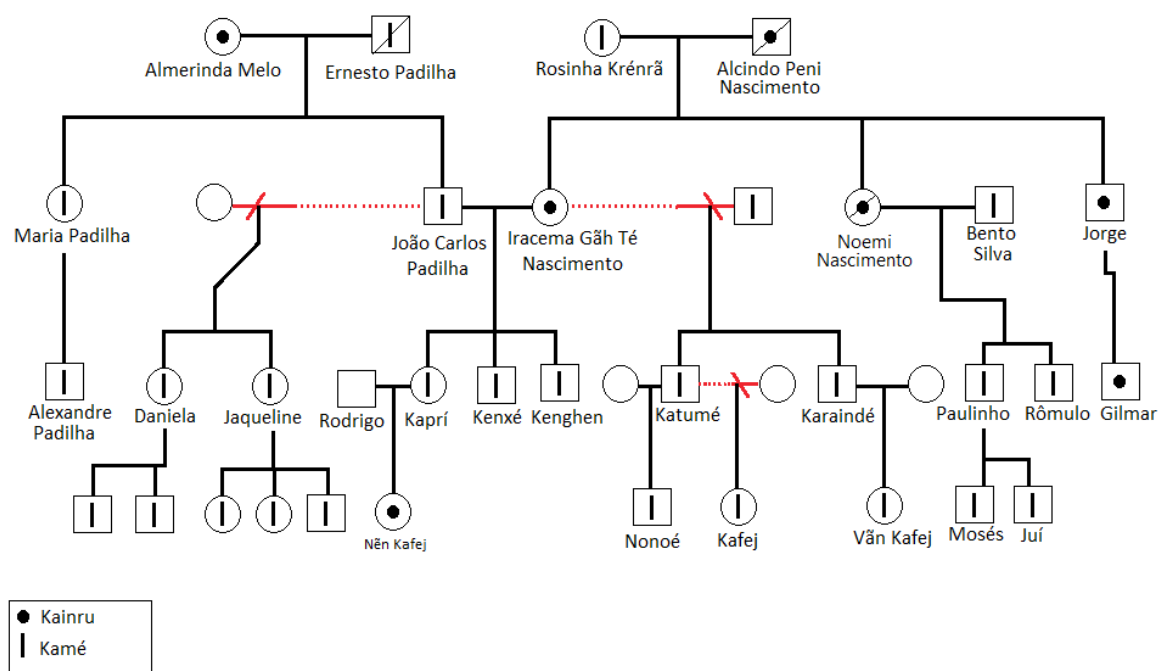 Almerinda Melo
Ernesto Padilha
Rosinha Krénrã
Alcindo Peni
Nascimento
Maria Padilha
João Carlos
Padilha
Iracema Gãh Té
Nascimento
Noemi
Nascimento
Bento
Silva
Jorge
Alexandre
Padilha
Daniela
Jaqueline
Rodrigo
Kaprí
Kenxé
Kenghen
Katumé
Karaindé
Paulinho
Rômulo
Gilmar
Nẽn Kafej
Nonoé
Kafej
Vãn Kafej
Mosés
Juí
Kainru
Kamé